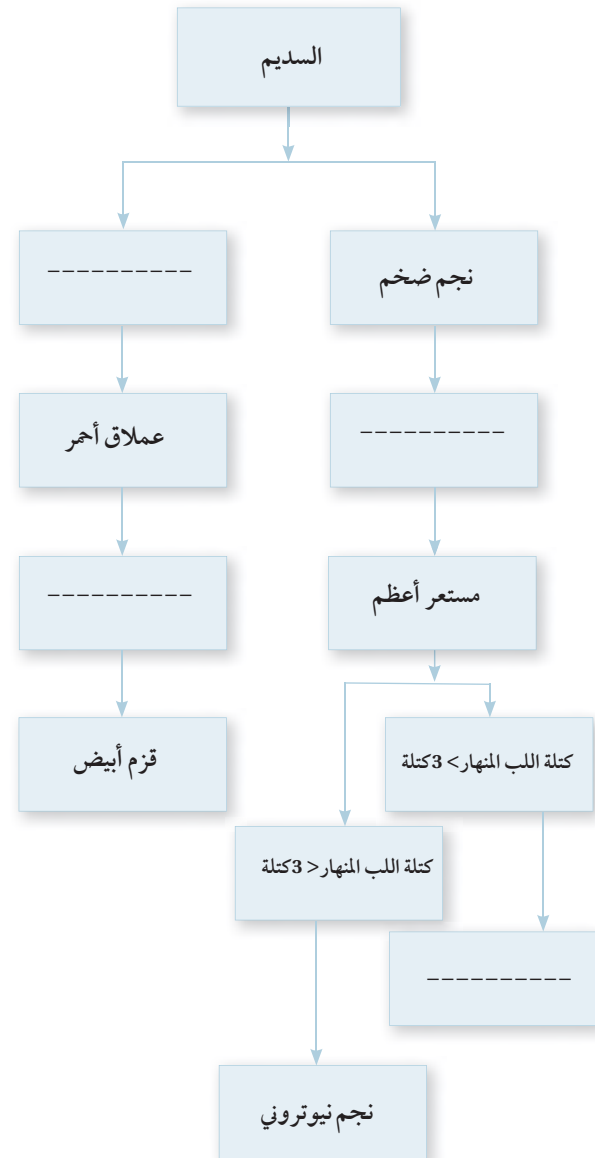 السديم
نجم ضخم
----------
----------
عملاق أحمر
----------
مستعر أعظم
----------
كتلة اللب المنهار> 3كتلة
قزم أبيض
كتلة اللب المنهار< 3كتلة
----------
نجم نيوتروني